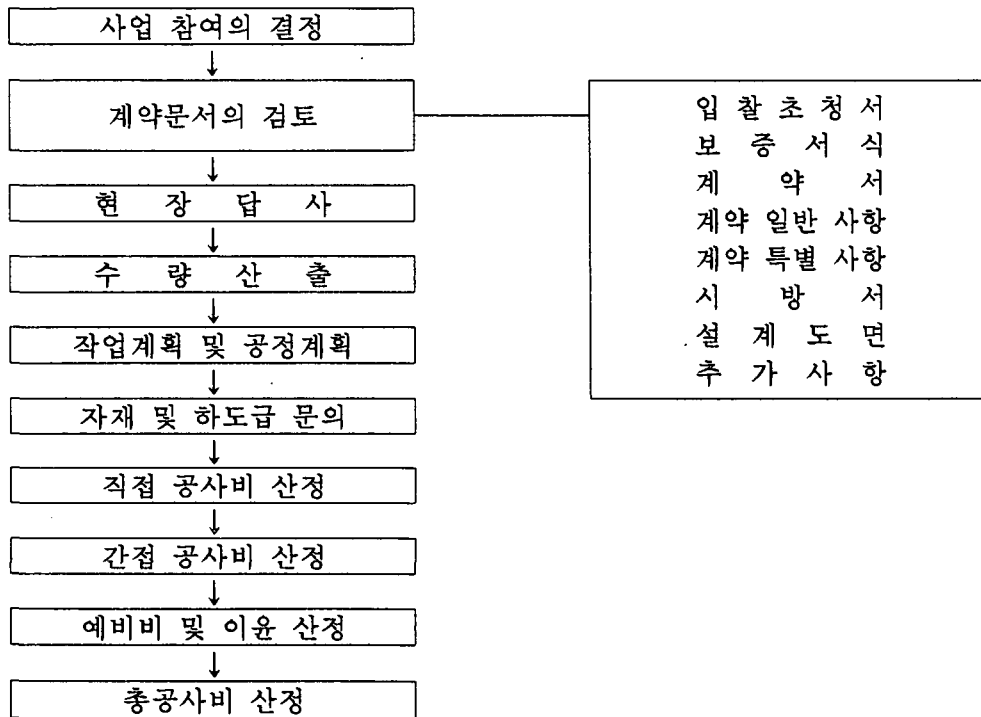 사업 참여의 결정
↓
계약문서의 검토
↓
현 장 답 사
↓
수 량 산 출
↓
작업계획 및 공정계획
↓
자재 및 하도급 문의
↓
직접 공사비 산정
↓
간접 공사비 산정
↓
예비비 및 이윤 산정
↓
총공사비 산정
입 찰 초 청 서
보 증 서 식
계 약 서
계약 일반 사항
계약 특별 사항
시 방 서
설 계 도 면
추 가 사 항